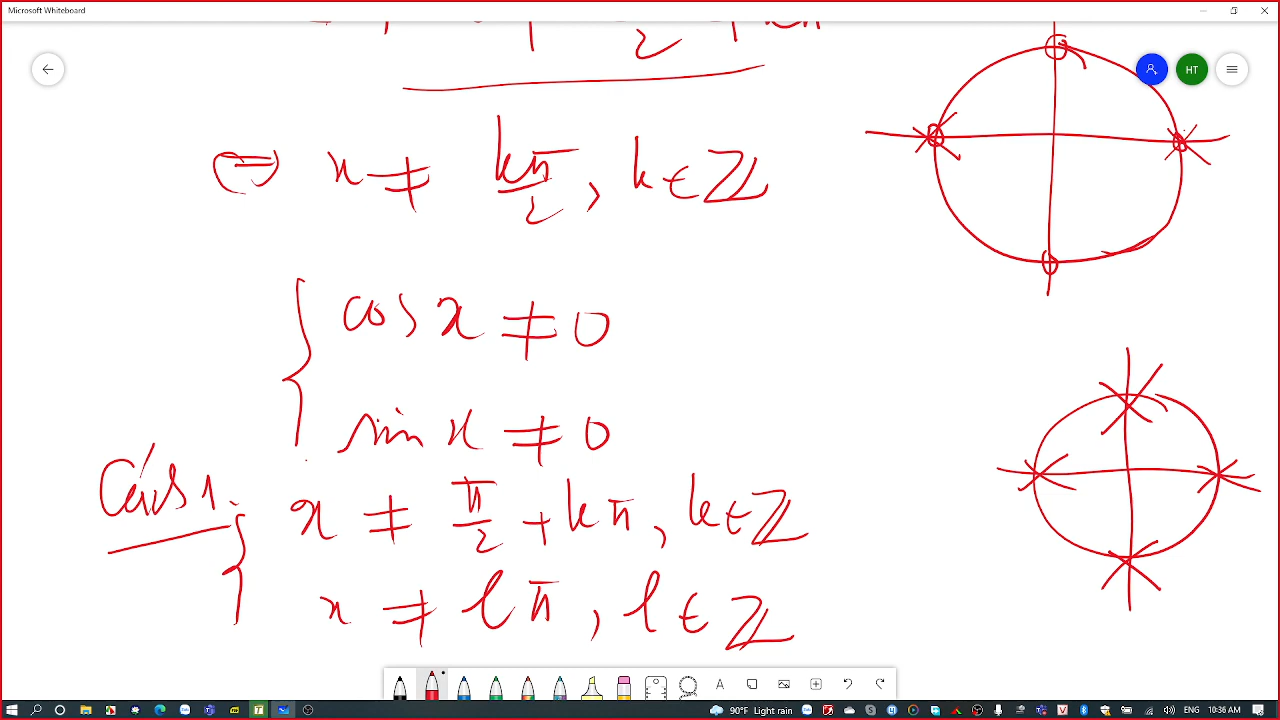 Microsoft Whiteboard
HT
⇔ x ≠ kπ/2, k ∈ ℤ
{ cos x ≠ 0
sin x ≠ 0
Cách 1.
{ x ≠ π/2 + kπ, k ∈ ℤ
x ≠ lπ, l ∈ ℤ
90°F Light rain
ENG
10:36 AM